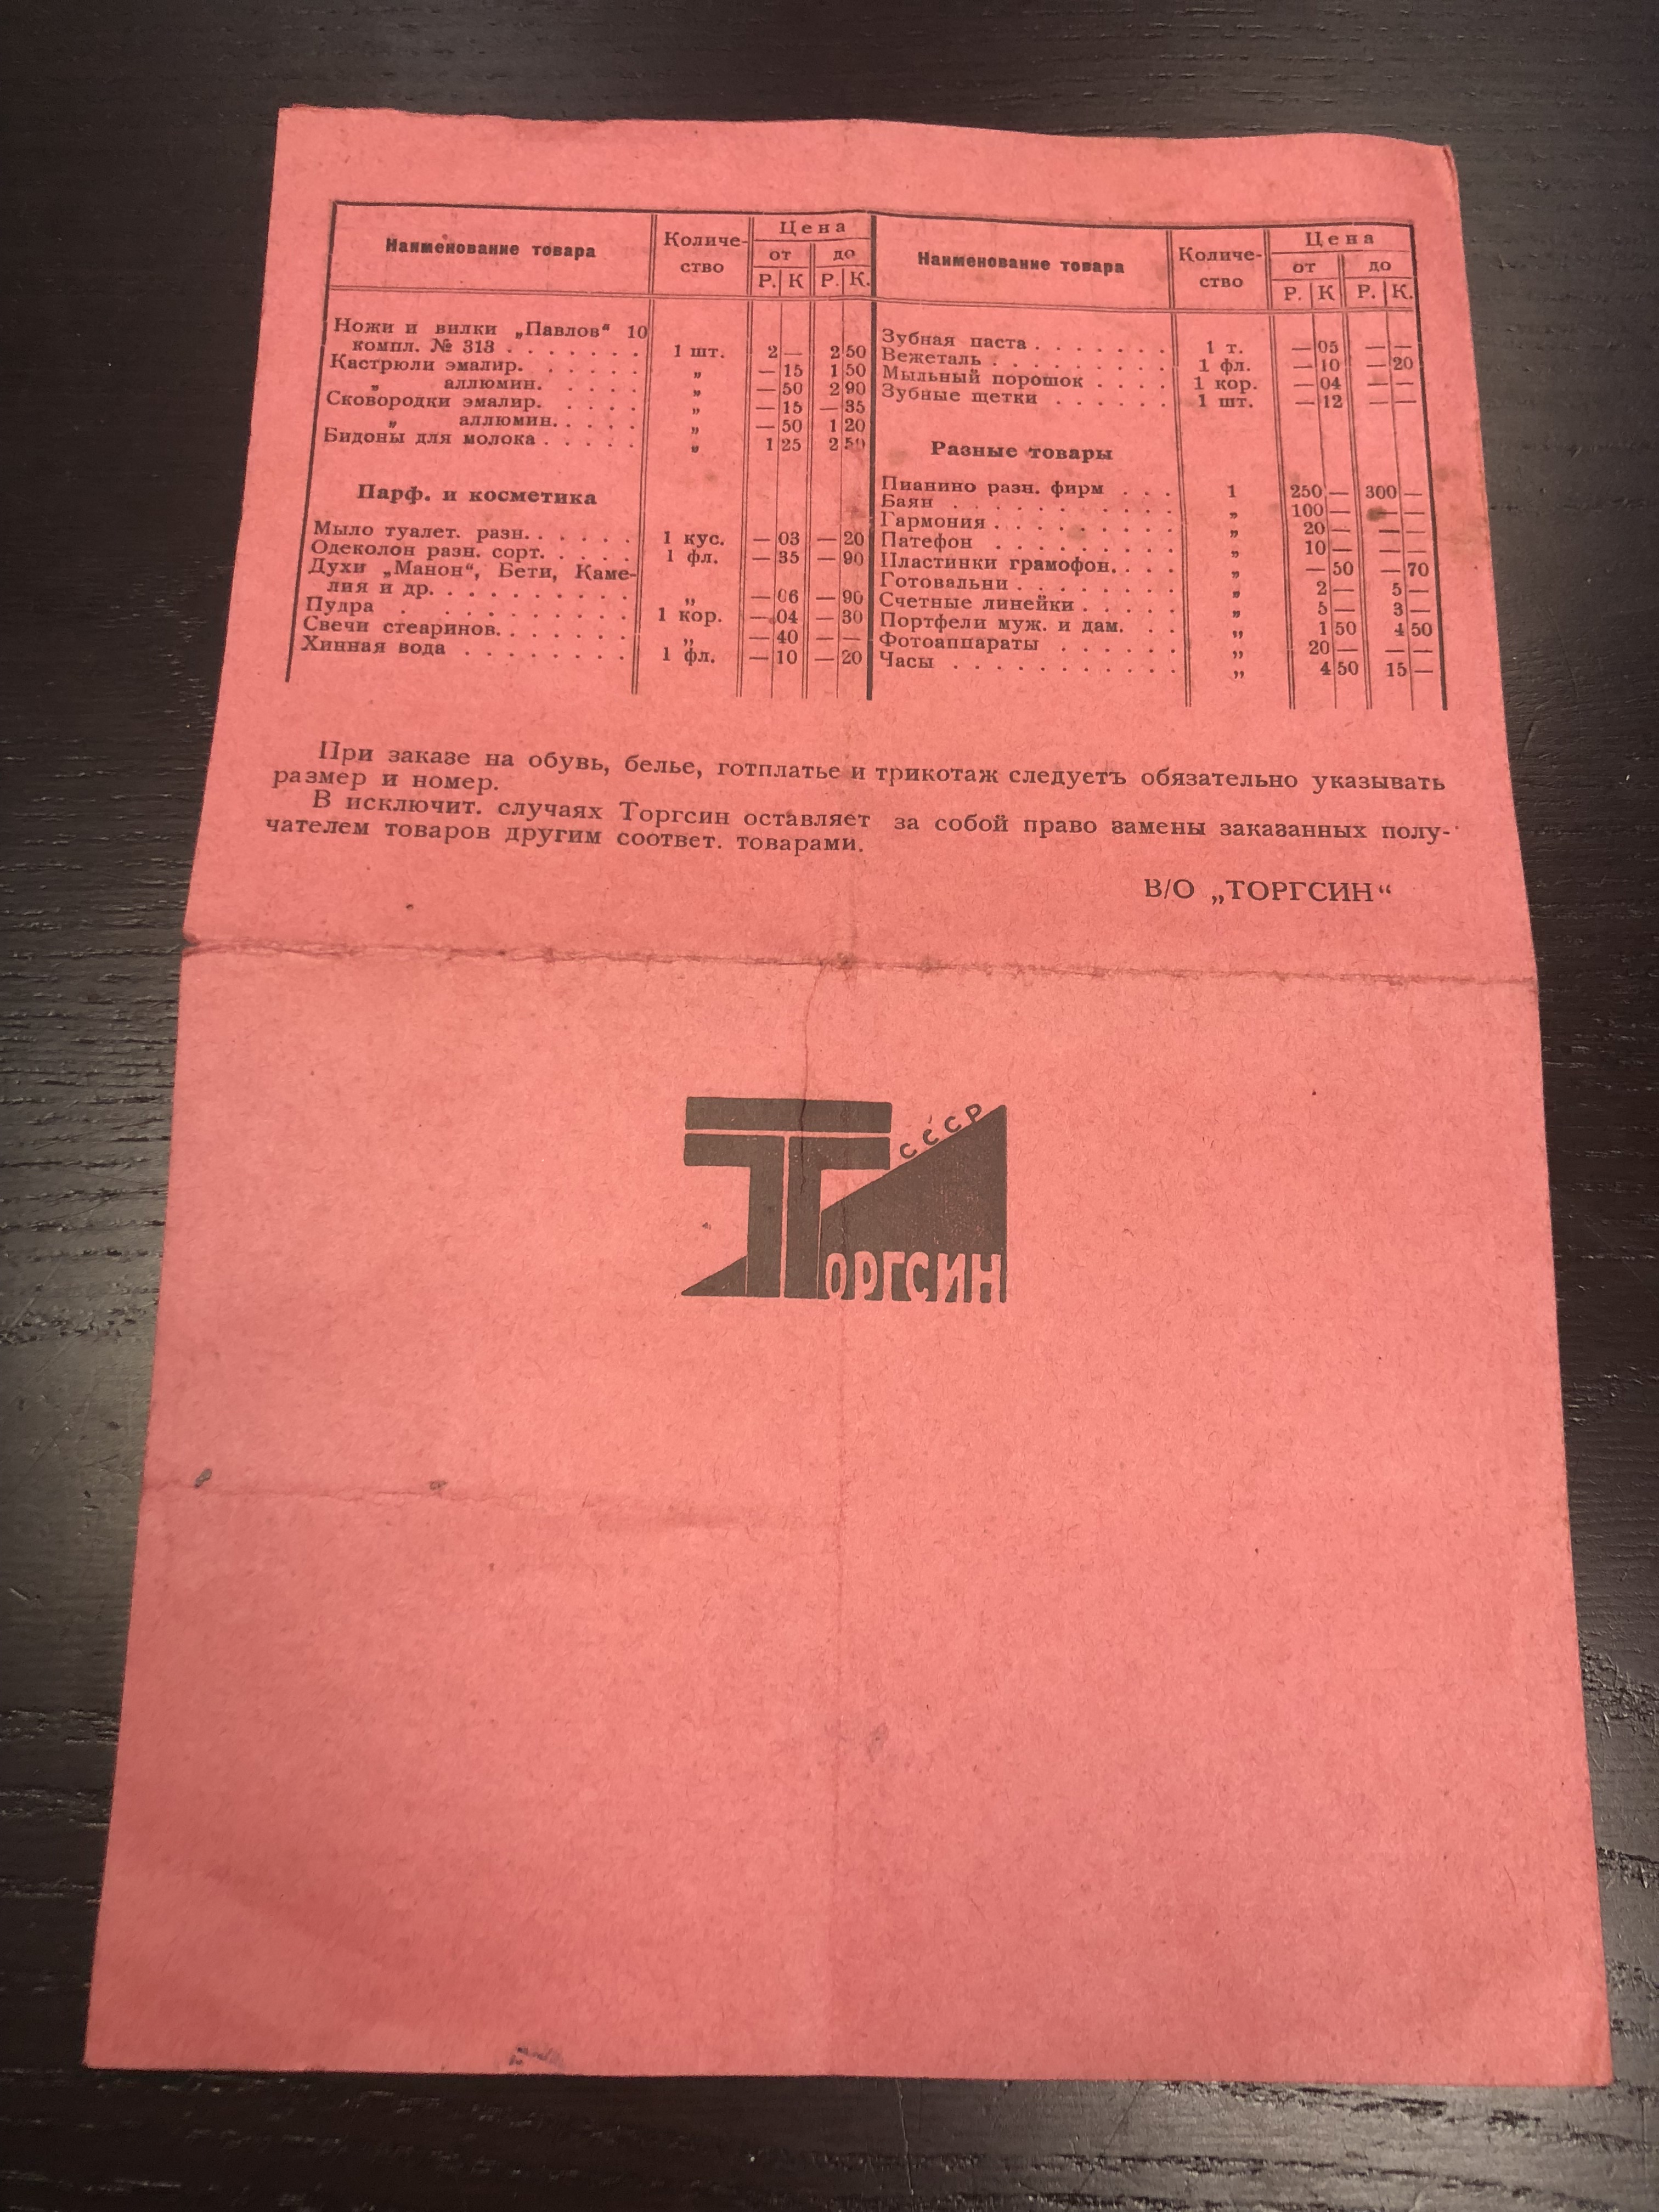 Наименование товара Количе- Цена
ство от до
Р. К Р. К.
Ножи и вилки „Павлов“ 10
компл. № 313 . . . . . . . 1 шт. 2 — 2 50
Кастрюли эмалир. . . . . . „ — 15 1 50
„ аллюмин. . . . . „ — 50 2 90
Сковородки эмалир. . . . . „ — 15 — 35
„ аллюмин. . . . . „ — 50 1 20
Бидоны для молока . . . . . „ 1 25 2 50
Парф. и косметика
Мыло туалет. разн. . . . . . 1 кус. — 03 — 20
Одеколон разн. сорт. . . . . 1 фл. — 35 — 90
Духи „Манон“, Бети, Каме-
лия и др. . . . . . . . . . „ — 06 — 90
Пудра . . . . . . . . . . 1 кор. — 04 — 30
Свечи стеаринов. . . . . . . „ — 40 — —
Хинная вода . . . . . . . . 1 фл. — 10 — 20
Наименование товара Количе- Цена
ство от до
Р. К Р. К.
Зубная паста . . . . . . . 1 т. — 05 — —
Вежеталь . . . . . . . . . 1 фл. — 10 — 20
Мыльный порошок . . . . 1 кор. — 04 — —
Зубные щетки . . . . . . 1 шт. — 12 — —
Разные товары
Пианино разн. фирм . . . 1 250 — 300 —
Баян . . . . . . . . . . . „ 100 — — —
Гармония . . . . . . . . . „ 20 — — —
Патефон . . . . . . . . . „ 10 — — —
Пластинки грамофон. . . . „ — 50 — 70
Готовальни . . . . . . . . „ 2 — 5 —
Счетные линейки . . . . . „ 5 — 3 —
Портфели муж. и дам. . . „ 1 50 4 50
Фотоаппараты . . . . . . „ 20 — — —
Часы . . . . . . . . . . . „ 4 50 15 —
При заказе на обувь, белье, готплатье и трикотаж следуетъ обязательно указывать
размер и номер.
В исключит. случаях Торгсин оставляет за собой право замены заказанных полу-
чателем товаров другим соответ. товарами.
В/О „ТОРГСИН“
СССР
ТОРГСИН